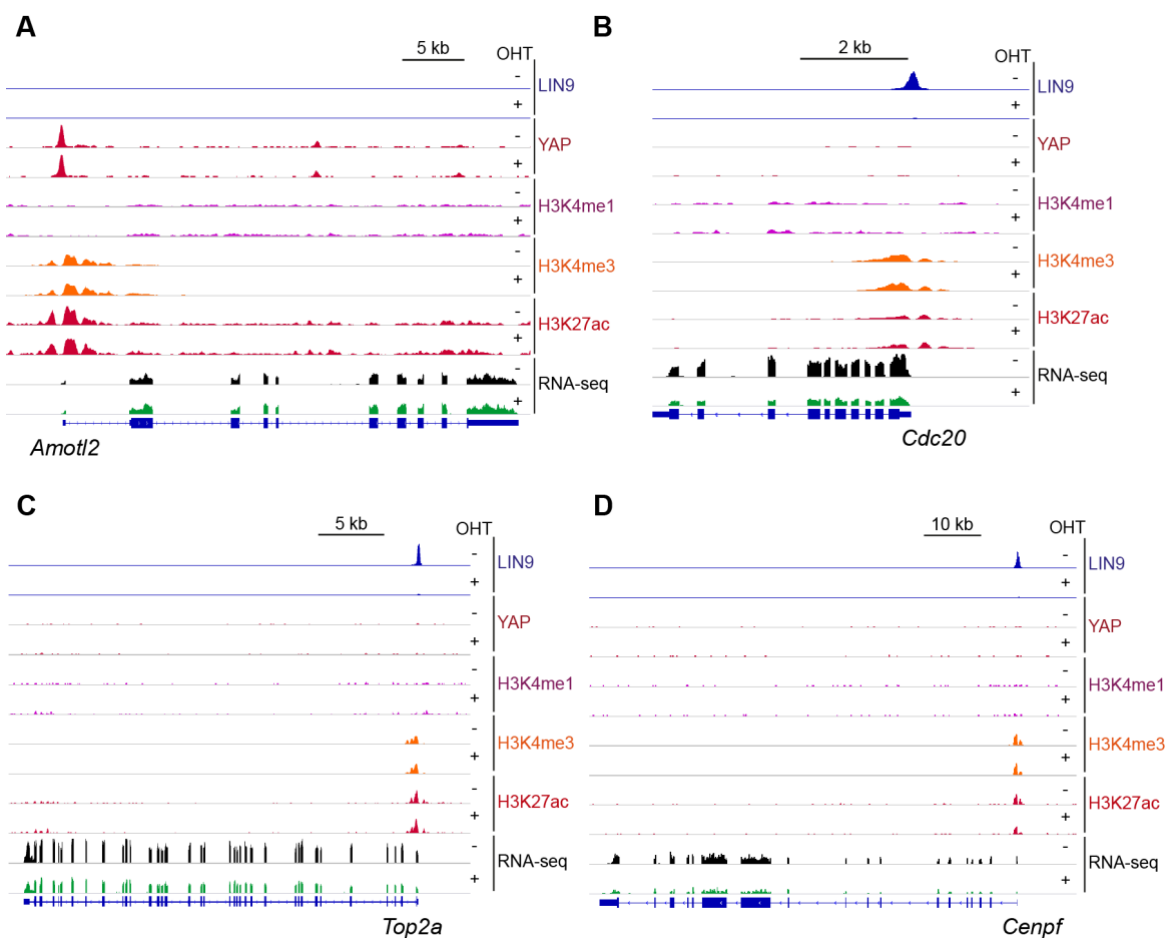 A
5 kb
OHT
-
LIN9
+
-
YAP
+
-
H3K4me1
+
-
H3K4me3
+
-
H3K27ac
+
-
RNA-seq
+
Amotl2
B
2 kb
OHT
-
LIN9
+
-
YAP
+
-
H3K4me1
+
-
H3K4me3
+
-
H3K27ac
+
-
RNA-seq
+
Cdc20
C
5 kb
OHT
-
LIN9
+
-
YAP
+
-
H3K4me1
+
-
H3K4me3
+
-
H3K27ac
+
-
RNA-seq
+
Top2a
D
10 kb
OHT
-
LIN9
+
-
YAP
+
-
H3K4me1
+
-
H3K4me3
+
-
H3K27ac
+
-
RNA-seq
+
Cenpf